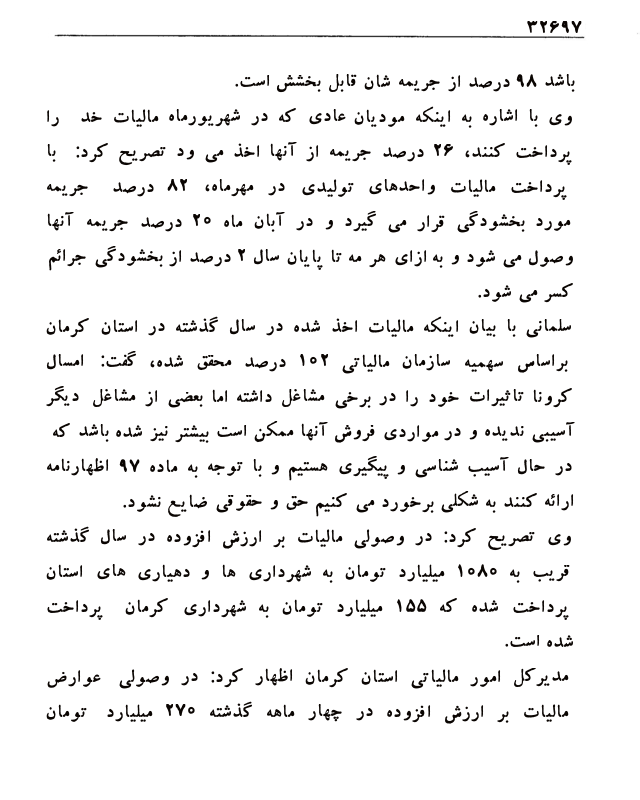 ۳۲۶۹۷
باشد ۹۸ درصد از جریمه شان قابل بخشش است.
وی با اشاره به اینکه مودیان عادی که در شهریورماه مالیات خد را
پرداخت کنند، ۲۶ درصد جریمه از آنها اخذ می ود تصریح کرد: با
پرداخت مالیات واحدهای تولیدی در مهرماه، ۸۲ درصد جریمه
مورد بخشودگی قرار می گیرد و در آبان ماه ۲۰ درصد جریمه آنها
وصول می شود و به ازای هر مه تا پایان سال ۲ درصد از بخشودگی جرائم
کسر می شود.
سلمانی با بیان اینکه مالیات اخذ شده در سال گذشته در استان کرمان
براساس سهمیه سازمان مالیاتی ۱۰۲ درصد محقق شده، گفت: امسال
کرونا تاثیرات خود را در برخی مشاغل داشته اما بعضی از مشاغل دیگر
آسیبی ندیده و در مواردی فروش آنها ممکن است بیشتر نیز شده باشد که
در حال آسیب شناسی و پیگیری هستیم و با توجه به ماده ۹۷ اظهارنامه
ارائه کنند به شکلی برخورد می کنیم حق و حقوقی ضایع نشود.
وی تصریح کرد: در وصولی مالیات بر ارزش افزوده در سال گذشته
قریب به ۱۰۸۰ میلیارد تومان به شهرداری ها و دهیاری های استان
پرداخت شده که ۱۵۵ میلیارد تومان به شهرداری کرمان پرداخت
شده است.
مدیرکل امور مالیاتی استان کرمان اظهار کرد: در وصولی عوارض
مالیات بر ارزش افزوده در چهار ماهه گذشته ۲۷۰ میلیارد تومان